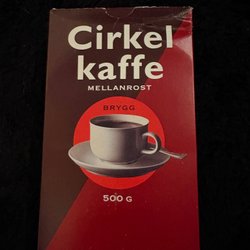 Cirkel
kaffe
MELLANROST
BRYGG
500 G